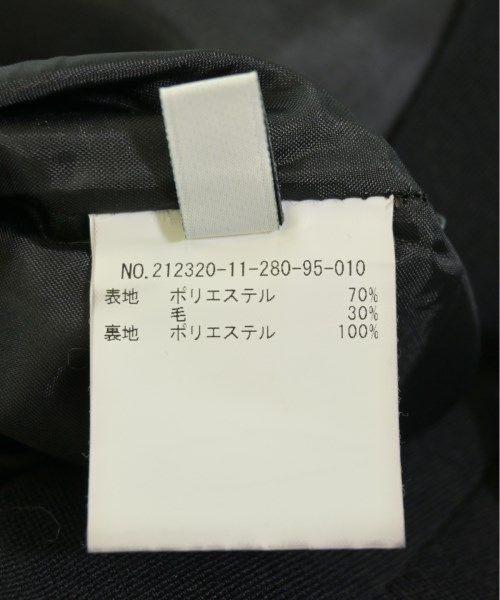 NO.212320-11-280-95-010
表地 ポリエステル 70%
毛 30%
裏地 ポリエステル 100%